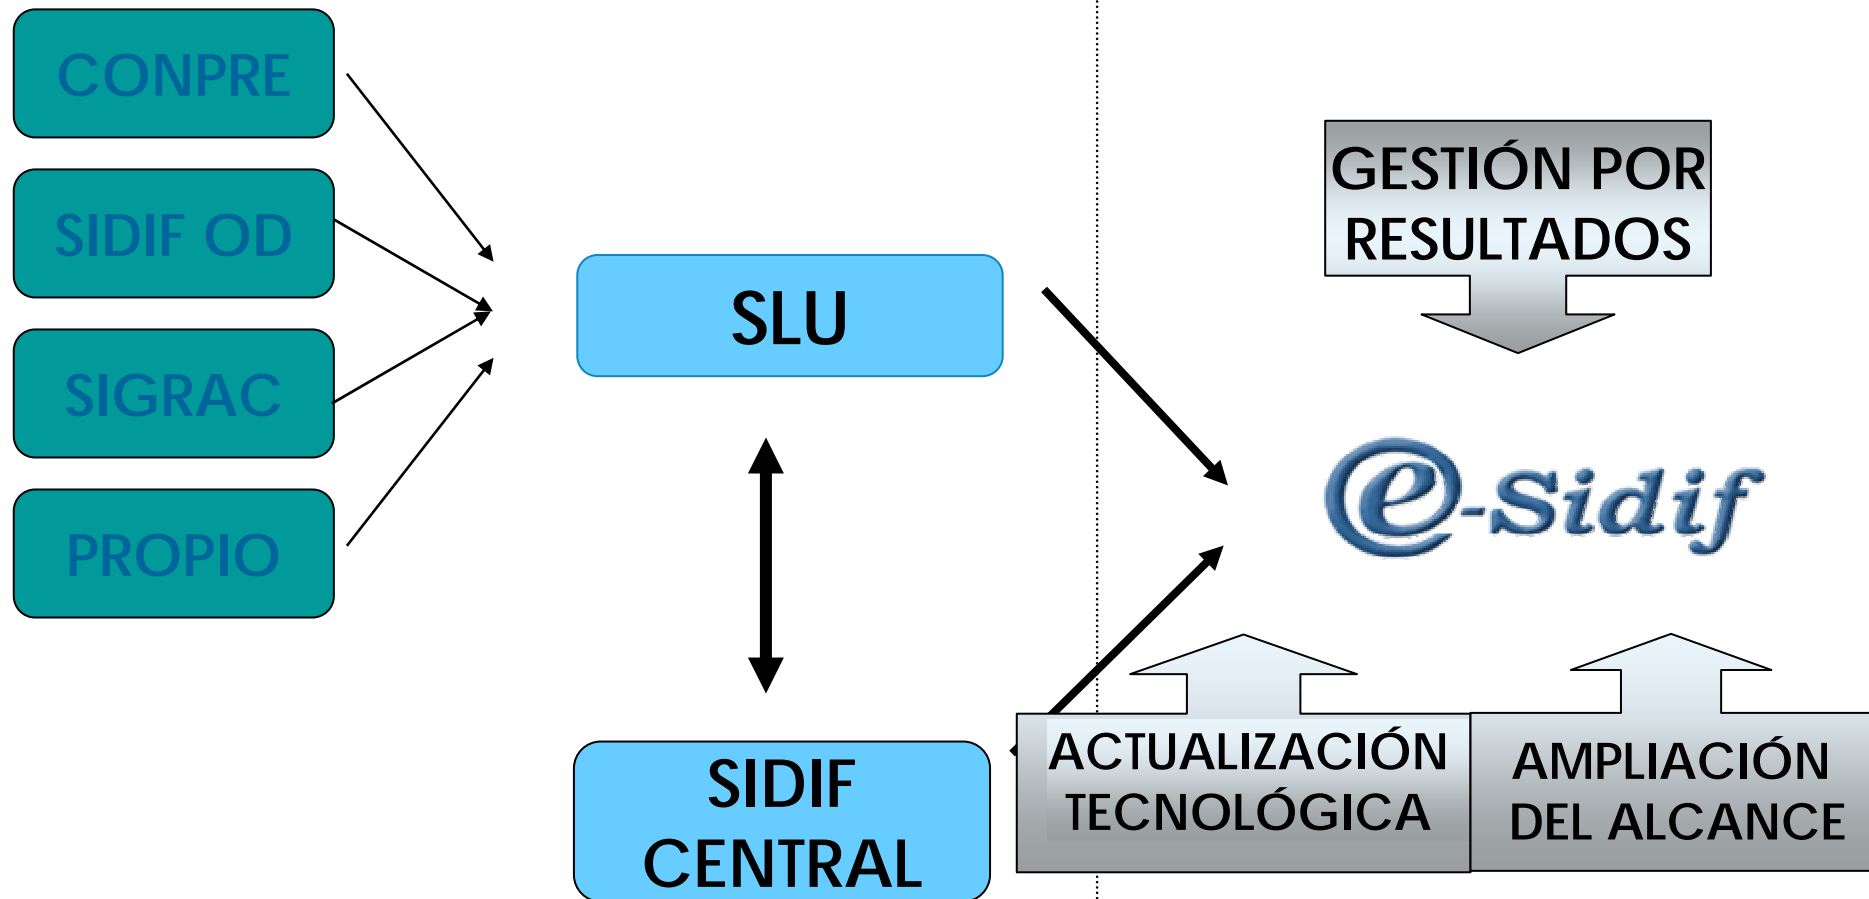 CONPRE
SIDIF OD
SIGRAC
PROPIO
SLU
SIDIF
CENTRAL
GESTIÓN POR
RESULTADOS
e-Sidif
ACTUALIZACIÓN
TECNOLÓGICA
AMPLIACIÓN
DEL ALCANCE